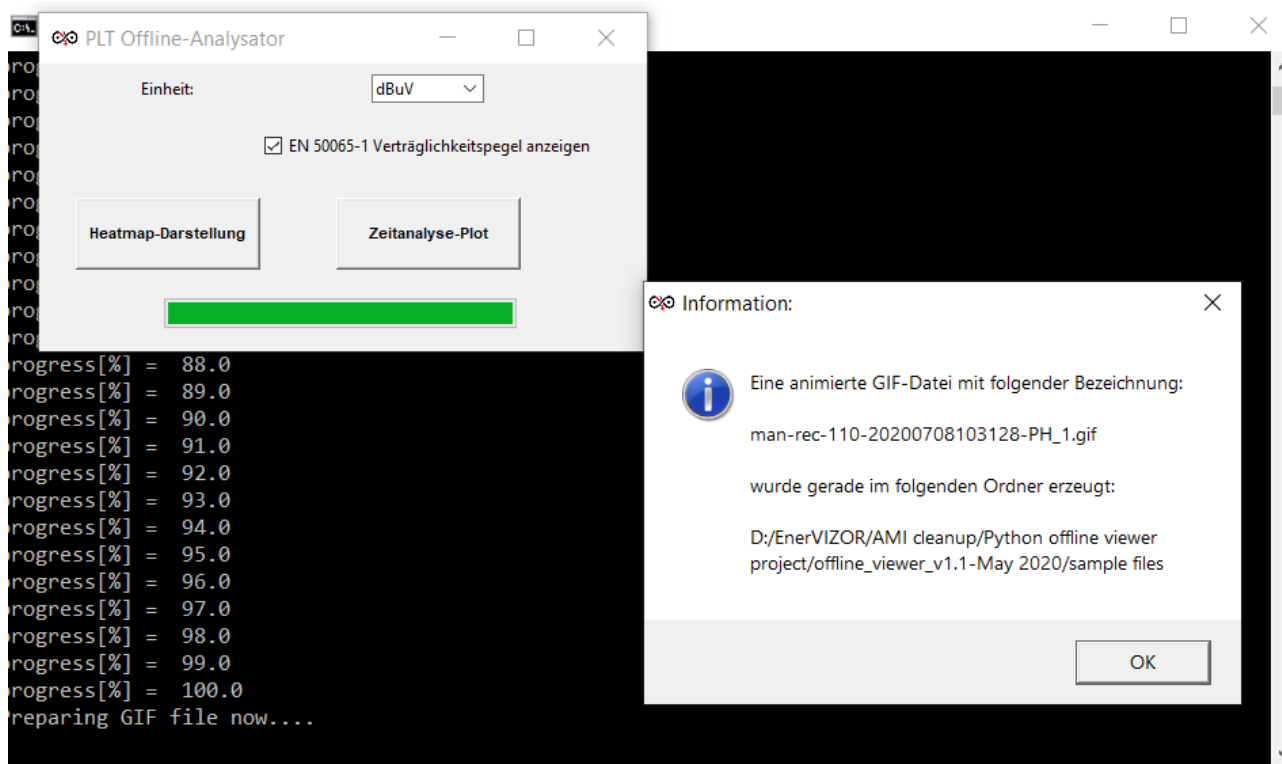 PLT Offline-Analysator
Einheit:
dBuV
EN 50065-1 Verträglichkeitspegel anzeigen
Heatmap-Darstellung
Zeitanalyse-Plot
progress[%] = 88.0
progress[%] = 89.0
progress[%] = 90.0
progress[%] = 91.0
progress[%] = 92.0
progress[%] = 93.0
progress[%] = 94.0
progress[%] = 95.0
progress[%] = 96.0
progress[%] = 97.0
progress[%] = 98.0
progress[%] = 99.0
progress[%] = 100.0
Preparing GIF file now....
Information:
Eine animierte GIF-Datei mit folgender Bezeichnung:
man-rec-110-20200708103128-PH_1.gif
wurde gerade im folgenden Ordner erzeugt:
D:/EnerVIZOR/AMI cleanup/Python offline viewer
project/offline_viewer_v1.1-May 2020/sample files
OK